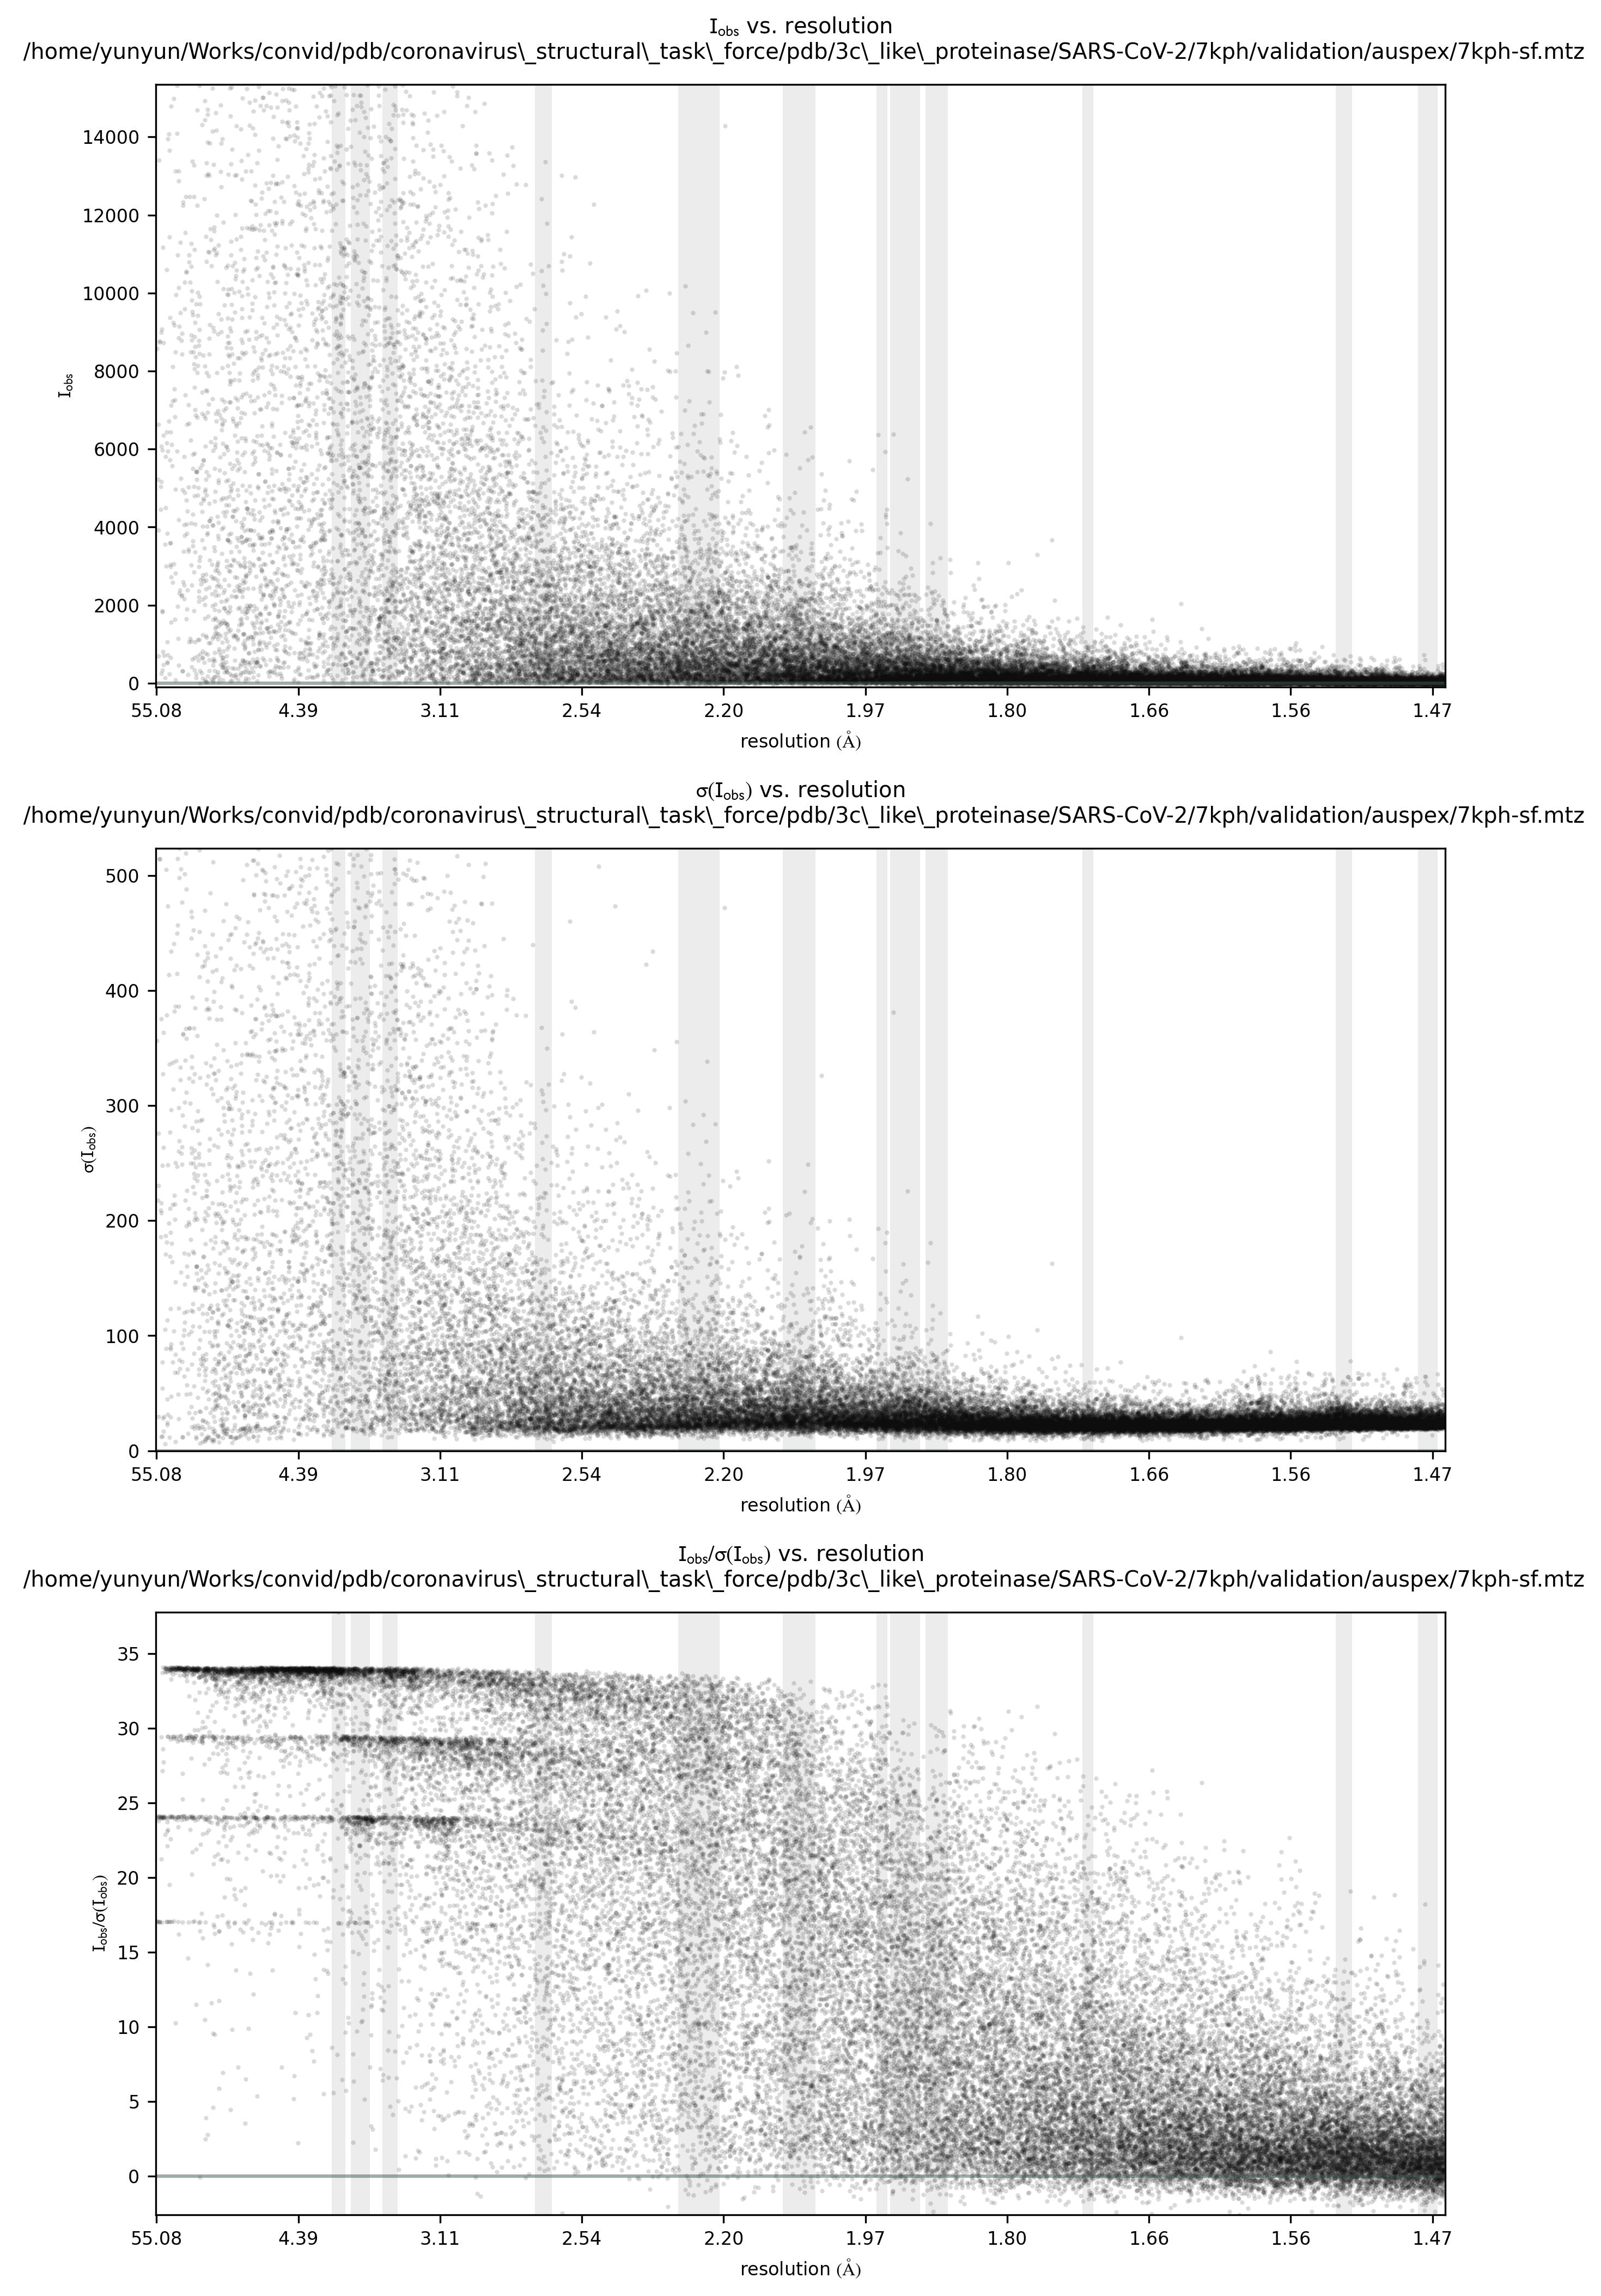 I_obs vs. resolution
/home/yunyun/Works/convid/pdb/coronavirus\_structural\_task\_force/pdb/3c\_like\_proteinase/SARS-CoV-2/7kph/validation/auspex/7kph-sf.mtz
14000
12000
10000
8000
6000
4000
2000
0
I_obs
55.08 4.39 3.11 2.54 2.20 1.97 1.80 1.66 1.56 1.47
resolution (Å)
σ(I_obs) vs. resolution
/home/yunyun/Works/convid/pdb/coronavirus\_structural\_task\_force/pdb/3c\_like\_proteinase/SARS-CoV-2/7kph/validation/auspex/7kph-sf.mtz
500
400
300
200
100
0
σ(I_obs)
55.08 4.39 3.11 2.54 2.20 1.97 1.80 1.66 1.56 1.47
resolution (Å)
I_obs/σ(I_obs) vs. resolution
/home/yunyun/Works/convid/pdb/coronavirus\_structural\_task\_force/pdb/3c\_like\_proteinase/SARS-CoV-2/7kph/validation/auspex/7kph-sf.mtz
35
30
25
20
15
10
5
0
I_obs/σ(I_obs)
55.08 4.39 3.11 2.54 2.20 1.97 1.80 1.66 1.56 1.47
resolution (Å)